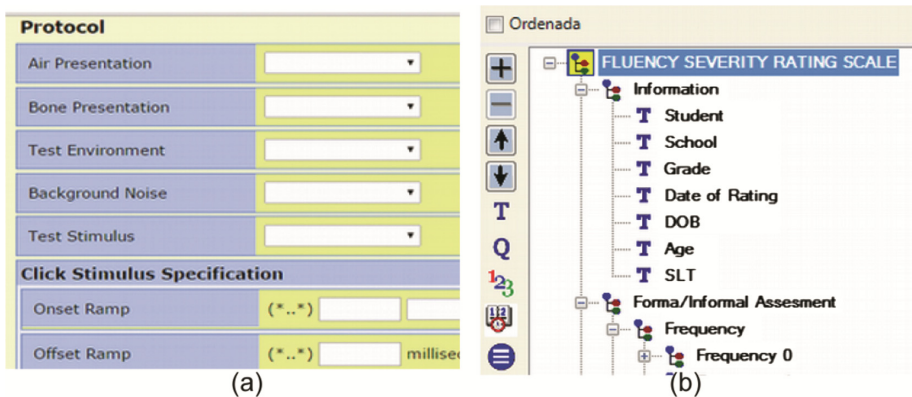 Protocol
Air Presentation
Bone Presentation
Test Environment
Background Noise
Test Stimulus
Click Stimulus Specification
Onset Ramp (*..*)
Offset Ramp (*..*)
(a)
Ordenada
FLUENCY SEVERITY RATING SCALE
Information
T Student
T School
T Grade
T Date of Rating
T DOB
T Age
T SLT
Forma/Informal Assesment
Frequency
Frequency 0
T
Q
123
(b)